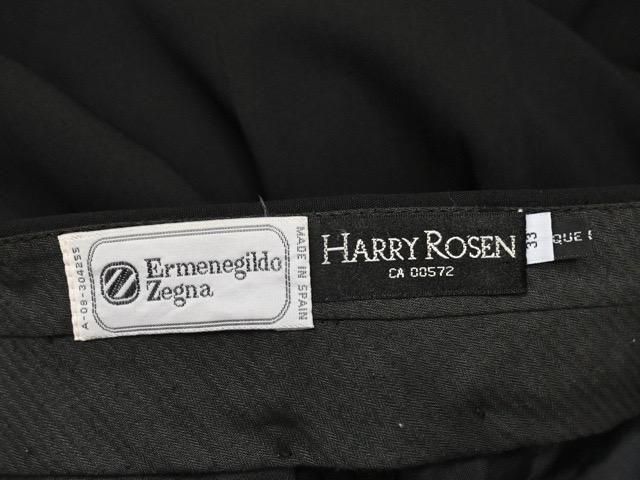 Ermenegildo
Zegna
A-08-304255
MADE IN SPAIN
HARRY ROSEN
CA 00572
33